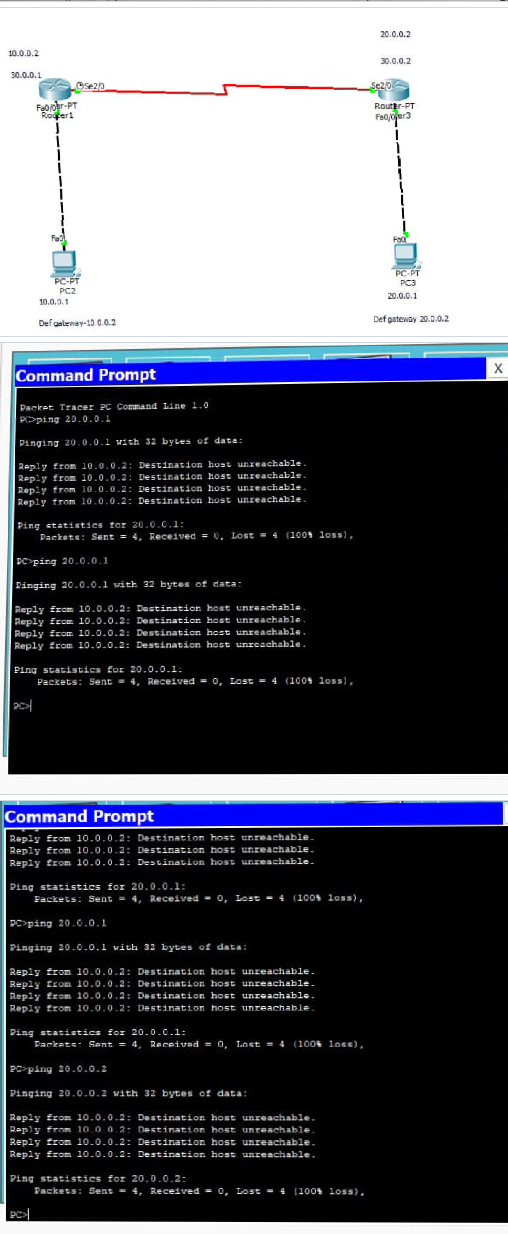 20.0.0.2
10.0.0.2
30.0.0.2
30.0.0.1
Se2/0
Se2/0
Fa0/0
Router1
Router-PT
Fa0/0
Fa0
Fa0
PC-PT
PC2
PC-PT
PC3
10.0.0.1
20.0.0.1
Def gateway-10.0.0.2
Def gateway 20.0.0.2
Command Prompt
X
Packet Tracer PC Command Line 1.0
PC>ping 20.0.0.1
Pinging 20.0.0.1 with 32 bytes of data:
Reply from 10.0.0.2: Destination host unreachable.
Reply from 10.0.0.2: Destination host unreachable.
Reply from 10.0.0.2: Destination host unreachable.
Reply from 10.0.0.2: Destination host unreachable.
Ping statistics for 20.0.0.1:
Packets: Sent = 4, Received = 0, Lost = 4 (100% loss),
PC>ping 20.0.0.1
Pinging 20.0.0.1 with 32 bytes of data:
Reply from 10.0.0.2: Destination host unreachable.
Reply from 10.0.0.2: Destination host unreachable.
Reply from 10.0.0.2: Destination host unreachable.
Reply from 10.0.0.2: Destination host unreachable.
Ping statistics for 20.0.0.1:
Packets: Sent = 4, Received = 0, Lost = 4 (100% loss),
PC>
Command Prompt
Reply from 10.0.0.2: Destination host unreachable.
Reply from 10.0.0.2: Destination host unreachable.
Reply from 10.0.0.2: Destination host unreachable.
Ping statistics for 20.0.0.1:
Packets: Sent = 4, Received = 0, Lost = 4 (100% loss),
PC>ping 20.0.0.1
Pinging 20.0.0.1 with 32 bytes of data:
Reply from 10.0.0.2: Destination host unreachable.
Reply from 10.0.0.2: Destination host unreachable.
Reply from 10.0.0.2: Destination host unreachable.
Reply from 10.0.0.2: Destination host unreachable.
Ping statistics for 20.0.0.1:
Packets: Sent = 4, Received = 0, Lost = 4 (100% loss),
PC>ping 20.0.0.2
Pinging 20.0.0.2 with 32 bytes of data:
Reply from 10.0.0.2: Destination host unreachable.
Reply from 10.0.0.2: Destination host unreachable.
Reply from 10.0.0.2: Destination host unreachable.
Reply from 10.0.0.2: Destination host unreachable.
Ping statistics for 20.0.0.2:
Packets: Sent = 4, Received = 0, Lost = 4 (100% loss),
PC>